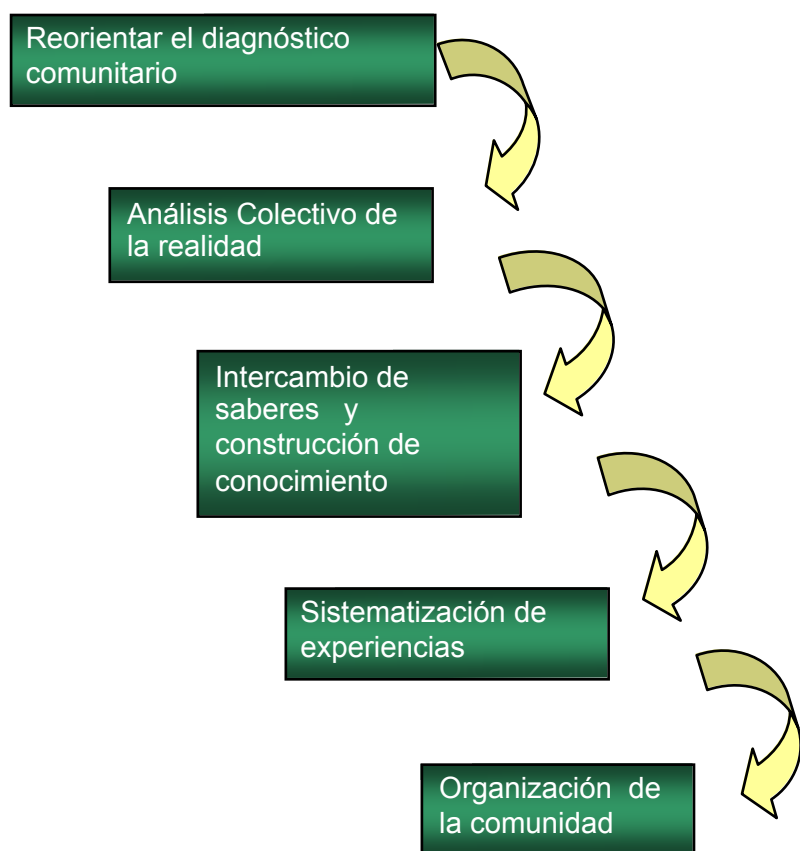 Reorientar el diagnóstico
comunitario
Análisis Colectivo de
la realidad
Intercambio de
saberes y
construcción de
conocimiento
Sistematización de
experiencias
Organización de
la comunidad